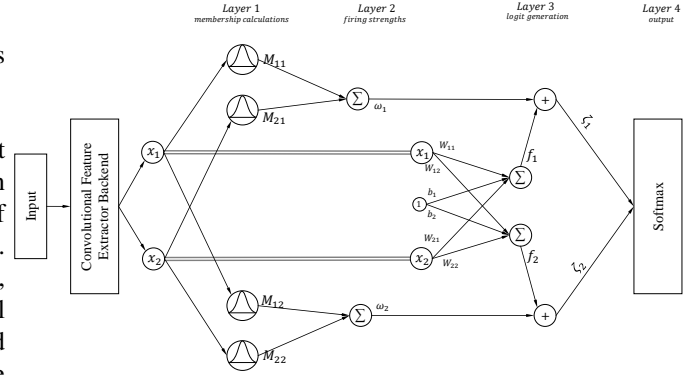 Layer 1
membership calculations
Layer 2
firing strengths
Layer 3
logit generation
Layer 4
output
Input
Convolutional Feature
Extractor Backend
x₁
x₂
M₁₁
M₂₁
M₁₂
M₂₂
Σ
ω₁
Σ
ω₂
x₁
x₂
1
W₁₁
W₁₂
b₁
b₂
W₂₁
W₂₂
Σ
f₁
Σ
f₂
+
+
ζ₁
ζ₂
Softmax